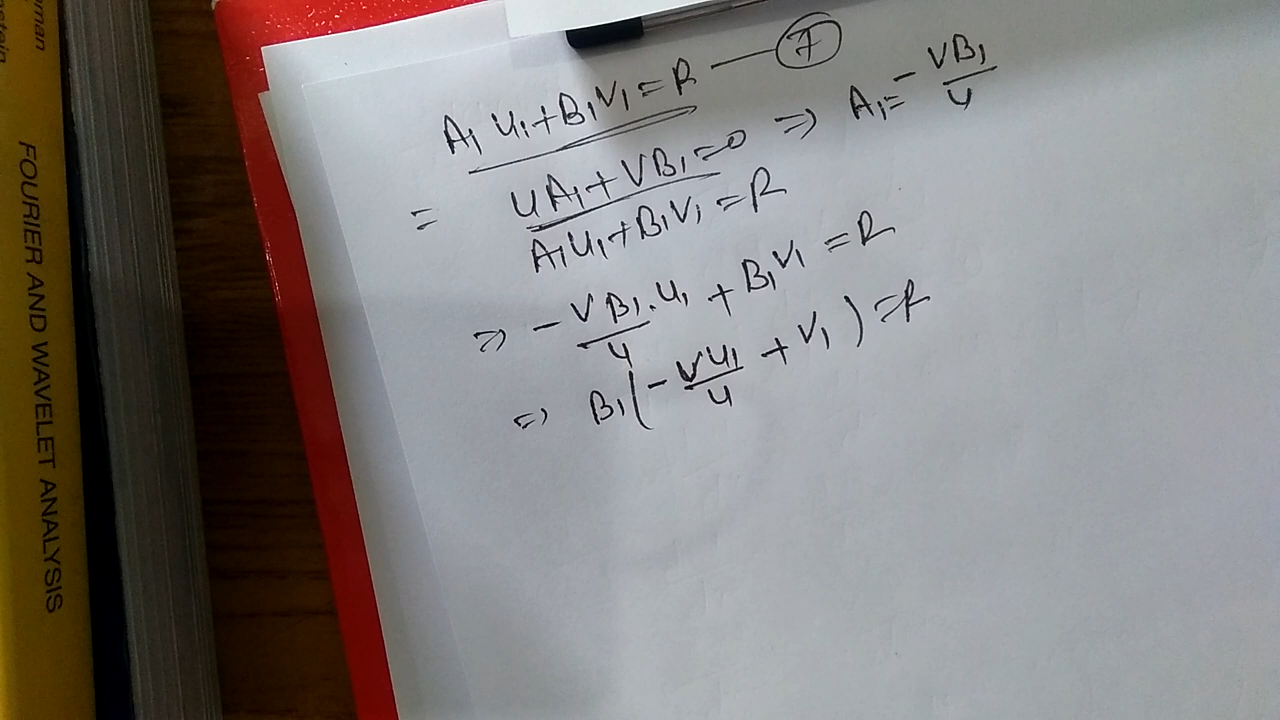 A₁ u₁ + B₁V₁ = R — ⑦
= uA₁ + VB₁ = 0 ⇒ A₁ = - VB₁/u
A₁u₁ + B₁V₁ = R
⇒ - VB₁/u . u₁ + B₁V₁ = R
⇒ B₁(- Vu₁/u + V₁) = R
FOURIER AND WAVELET ANALYSIS